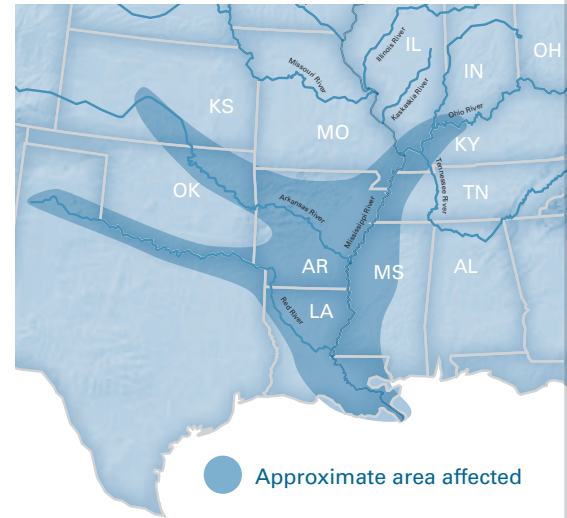 IL
OH
IN
Illinois River
Missouri River
KS
Kaskaskia River
Ohio River
MO
KY
Tennessee River
OK
TN
Arkansas River
Mississippi River
AR
MS
AL
LA
Red River
Approximate area affected